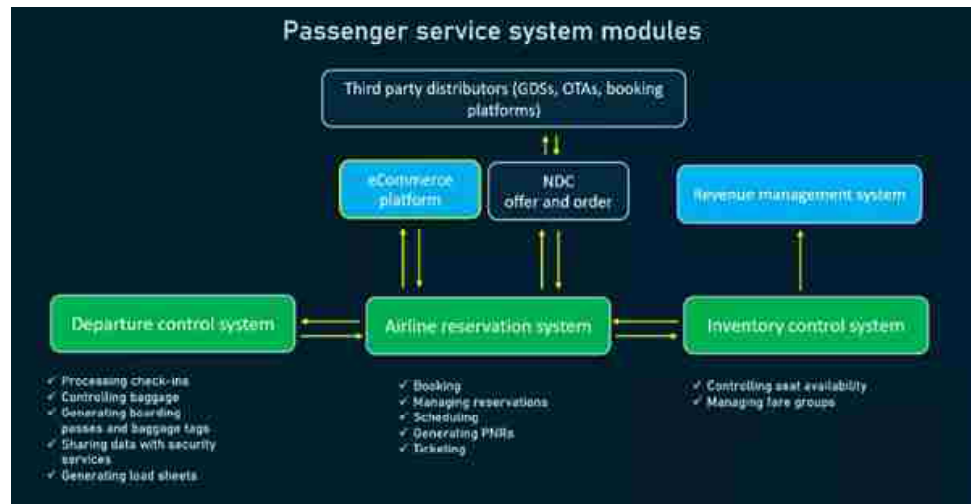 Passenger service system modules
Third party distributors (GDSs, OTAs, booking
platforms)
eCommerce
platform
NDC
offer and order
Revenue management system
Departure control system
Airline reservation system
Inventory control system
✓ Processing check-ins
✓ Controlling baggage
✓ Generating boarding
passes and baggage tags
✓ Sharing data with security
services
✓ Generating load sheets
✓ Booking
✓ Managing reservations
✓ Scheduling
✓ Generating PNRs
✓ Ticketing
✓ Controlling seat availability
✓ Managing fare groups